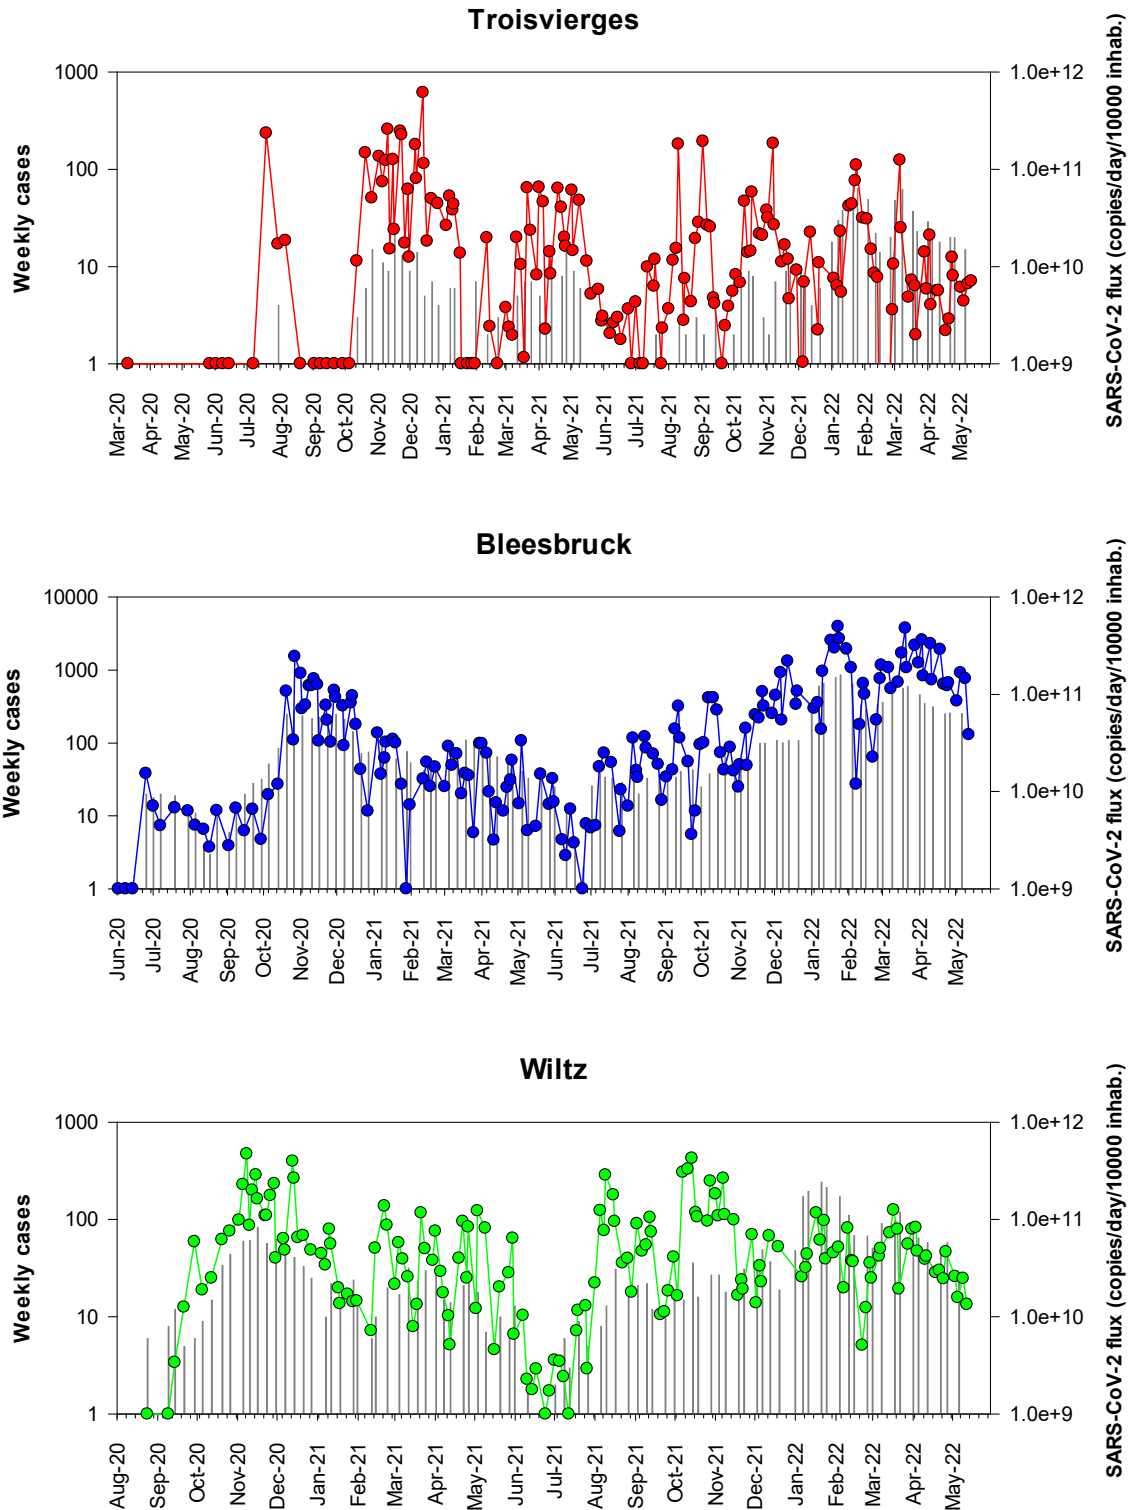 Troisvierges
Weekly cases
SARS-CoV-2 flux (copies/day/10000 inhab.)
1000
100
10
1
1.0e+12
1.0e+11
1.0e+10
1.0e+9
Mar-20 Apr-20 May-20 Jun-20 Jul-20 Aug-20 Sep-20 Oct-20 Nov-20 Dec-20 Jan-21 Feb-21 Mar-21 Apr-21 May-21 Jun-21 Jul-21 Aug-21 Sep-21 Oct-21 Nov-21 Dec-21 Jan-22 Feb-22 Mar-22 Apr-22 May-22
Bleesbruck
Weekly cases
SARS-CoV-2 flux (copies/day/10000 inhab.)
10000
1000
100
10
1
1.0e+12
1.0e+11
1.0e+10
1.0e+9
Jun-20 Jul-20 Aug-20 Sep-20 Oct-20 Nov-20 Dec-20 Jan-21 Feb-21 Mar-21 Apr-21 May-21 Jun-21 Jul-21 Aug-21 Sep-21 Oct-21 Nov-21 Dec-21 Jan-22 Feb-22 Mar-22 Apr-22 May-22
Wiltz
Weekly cases
SARS-CoV-2 flux (copies/day/10000 inhab.)
1000
100
10
1
1.0e+12
1.0e+11
1.0e+10
1.0e+9
Aug-20 Sep-20 Oct-20 Nov-20 Dec-20 Jan-21 Feb-21 Mar-21 Apr-21 May-21 Jun-21 Jul-21 Aug-21 Sep-21 Oct-21 Nov-21 Dec-21 Jan-22 Feb-22 Mar-22 Apr-22 May-22